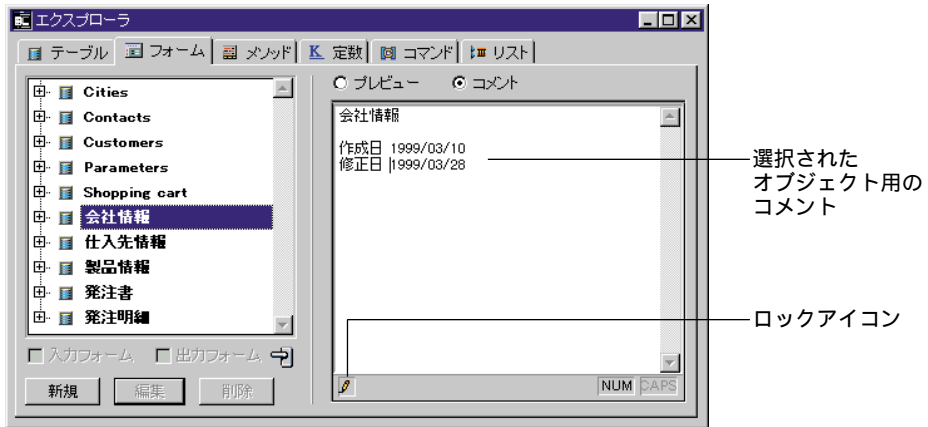 エクスプローラ
テーブル フォーム メソッド 定数 コマンド リスト
Cities
Contacts
Customers
Parameters
Shopping cart
会社情報
仕入先情報
製品情報
発注書
発注明細
入力フォーム 出力フォーム
新規 編集 削除
プレビュー コメント
会社情報
作成日 1999/03/10
修正日 1999/03/28
NUM CAPS
選択された
オブジェクト用の
コメント
ロックアイコン